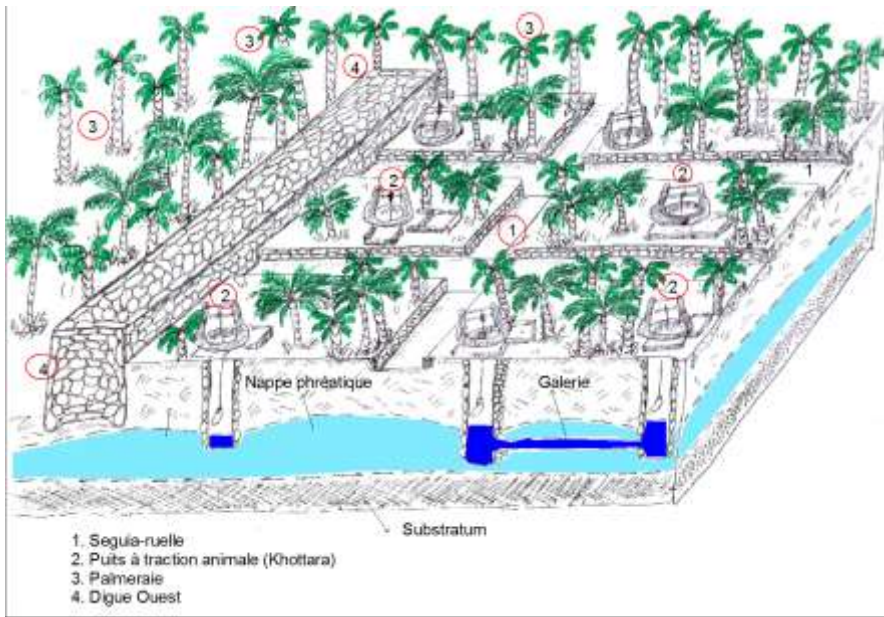 3
3
3
4
2
2
1
1
2
2
4
Nappe phréatique
Galerie
Substratum
1. Seguia-ruelle
2. Puits à traction animale (Khottara)
3. Palmeraie
4. Digue Ouest